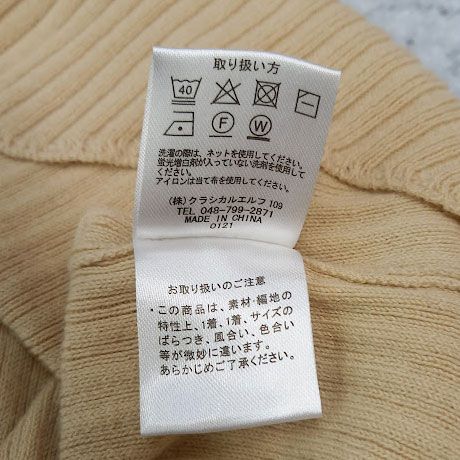 取り扱い方
40
F W
洗濯の際は、ネットを使用してください。
蛍光増白剤が入っていない洗剤を使用して
ください。
アイロンは当て布を使用してください。
(株)クラシカルエルフ109
TEL 048-799-2871
MADE IN CHINA
0121
お取り扱いのご注意
・この商品は、素材・編地の
特性上、1着、1着、サイズの
ばらつき、風合い、色合い
等が微妙に違います。
あらかじめご了承ください。